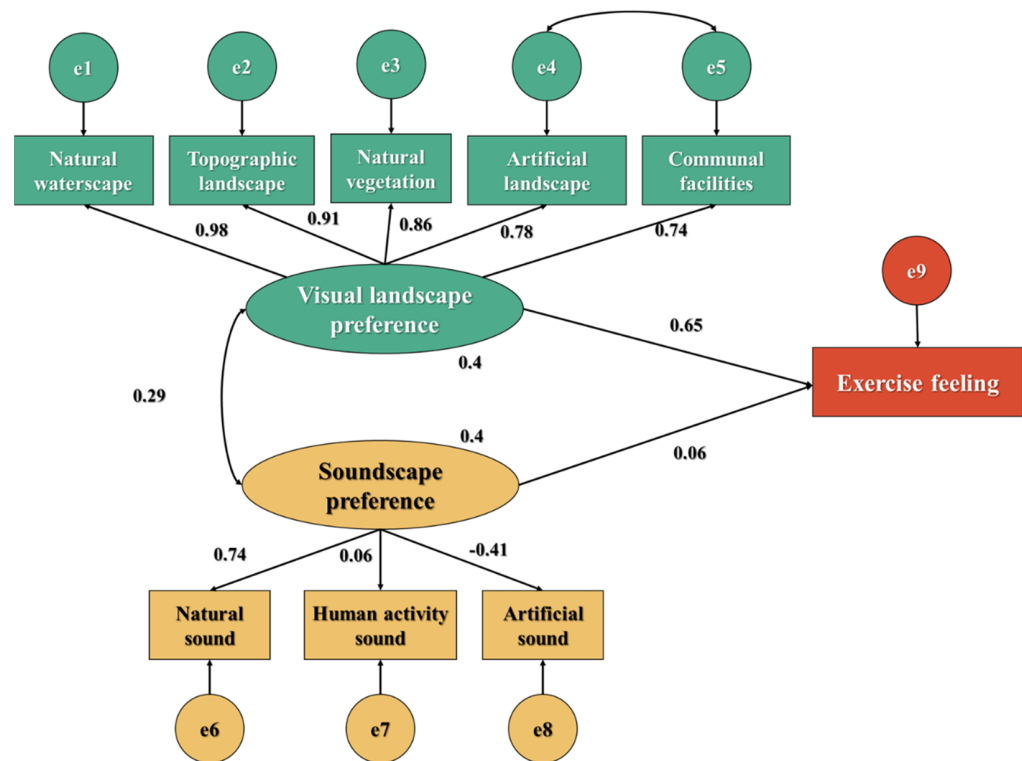 e1
e2
e3
e4
e5
Natural
waterscape
Topographic
landscape
Natural
vegetation
Artificial
landscape
Communal
facilities
0.98
0.91
0.86
0.78
0.74
e9
Visual landscape
preference
0.65
0.4
Exercise feeling
0.29
0.4
0.06
Soundscape
preference
0.74
0.06
-0.41
Natural
sound
Human activity
sound
Artificial
sound
e6
e7
e8